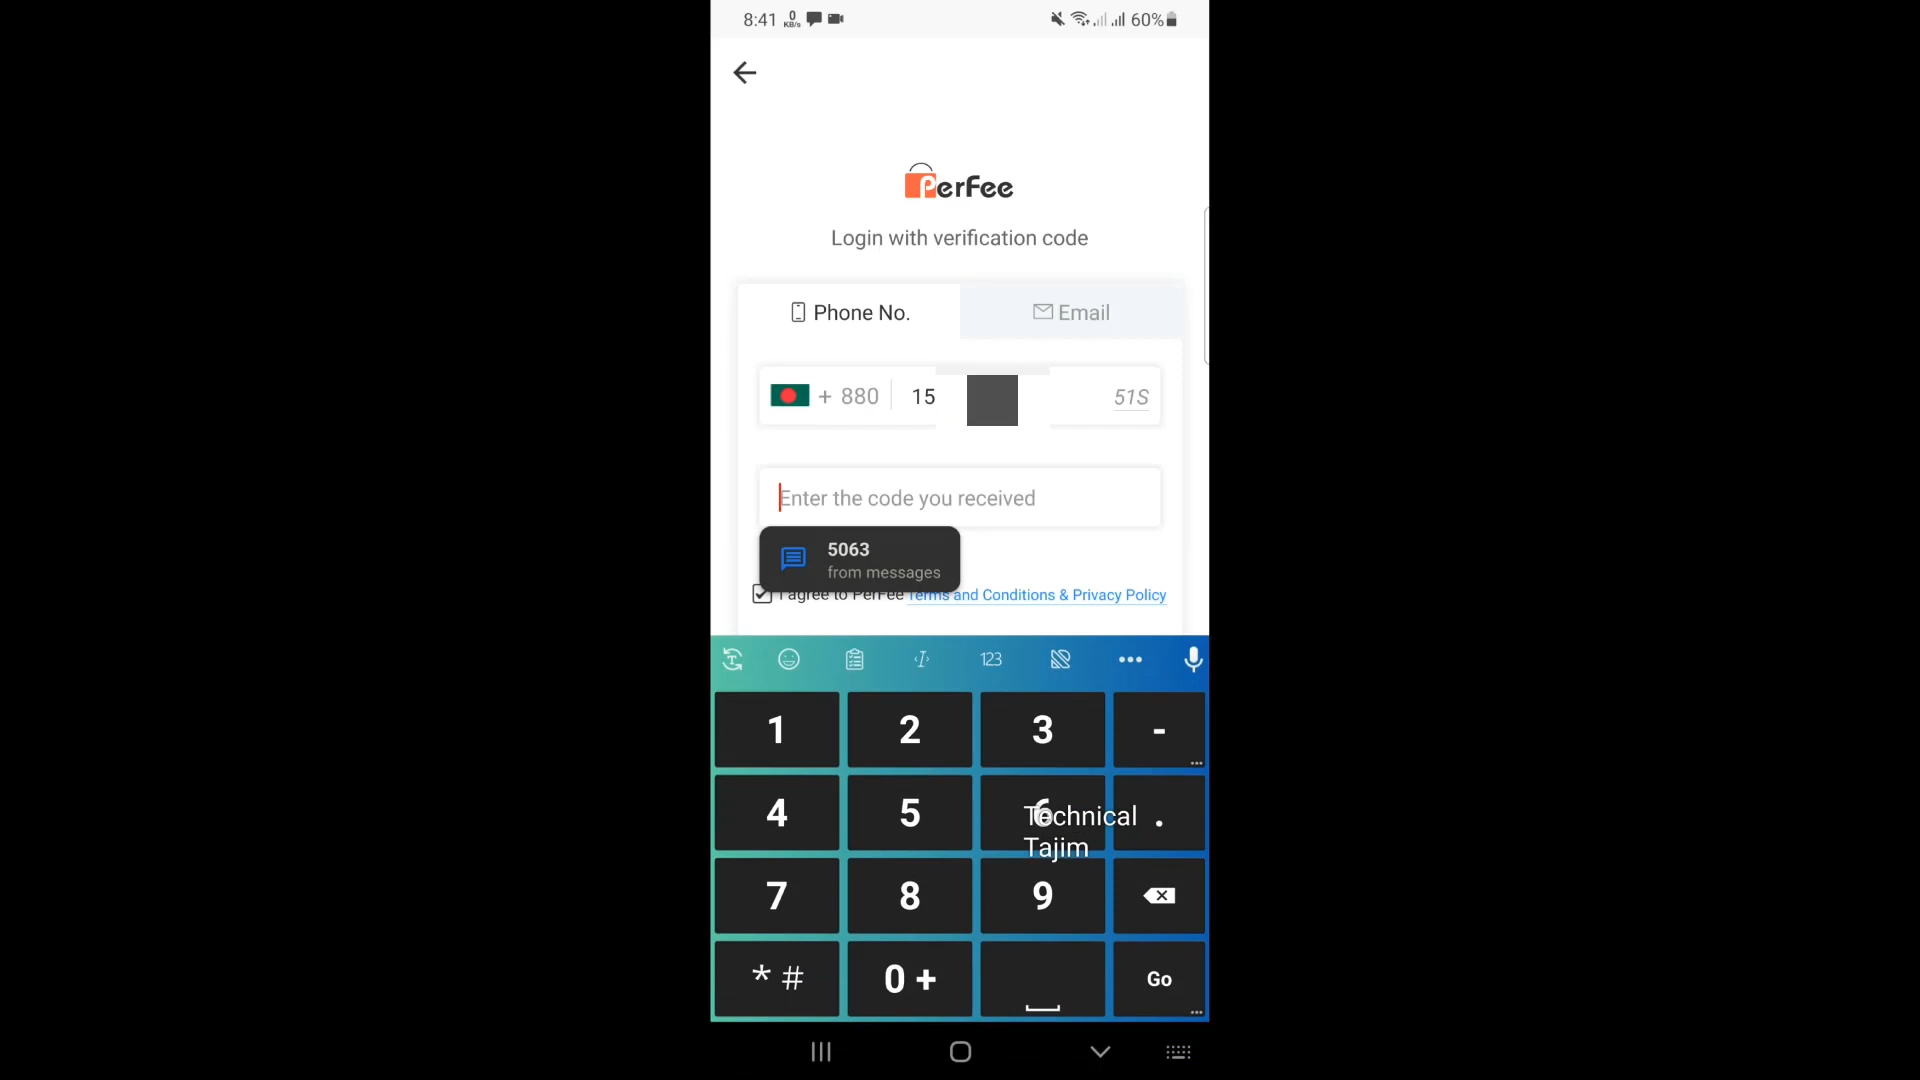 8:41 0 KB/s 60%
PerFee
Login with verification code
Phone No. Email
+ 880 15 51S
Enter the code you received
5063
from messages
I agree to PerFee Terms and Conditions & Privacy Policy
123
1 2 3 -
4 5 6 .
Technical
Tajim
7 8 9
* # 0 + Go